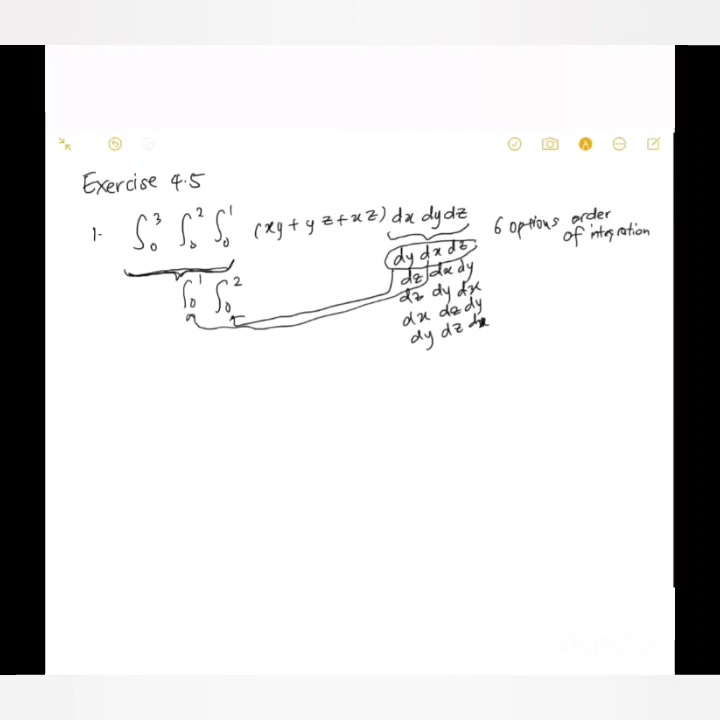 Exercise 4.5
1. ∫₀³ ∫₀² ∫₀¹ (xy + yz + xz) dx dy dz 6 options order of integration
dy dx dz
dz dx dy
∫₀¹ ∫₀² dz dy dx
dx dz dy
dy dz dx